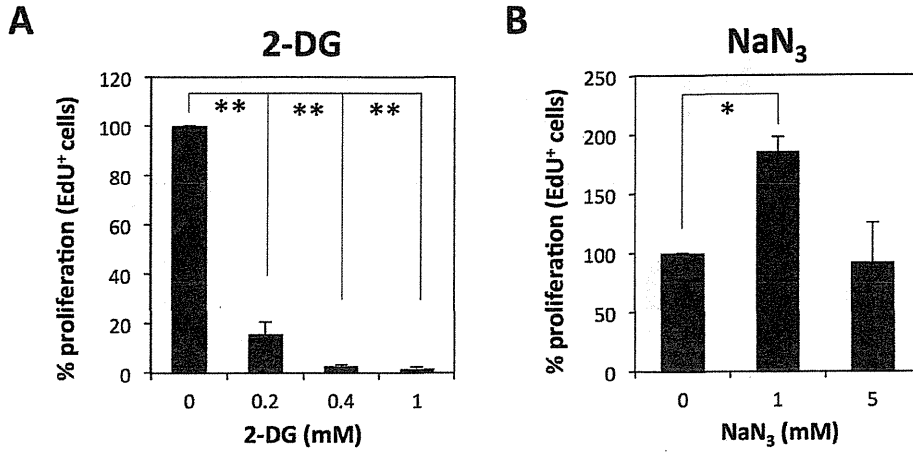 A
2-DG
% proliferation (EdU⁺ cells)
120
100
80
60
40
20
0
** ** **
0 0.2 0.4 1
2-DG (mM)
B
NaN₃
% proliferation (EdU⁺ cells)
250
200
150
100
50
0
*
0 1 5
NaN₃ (mM)